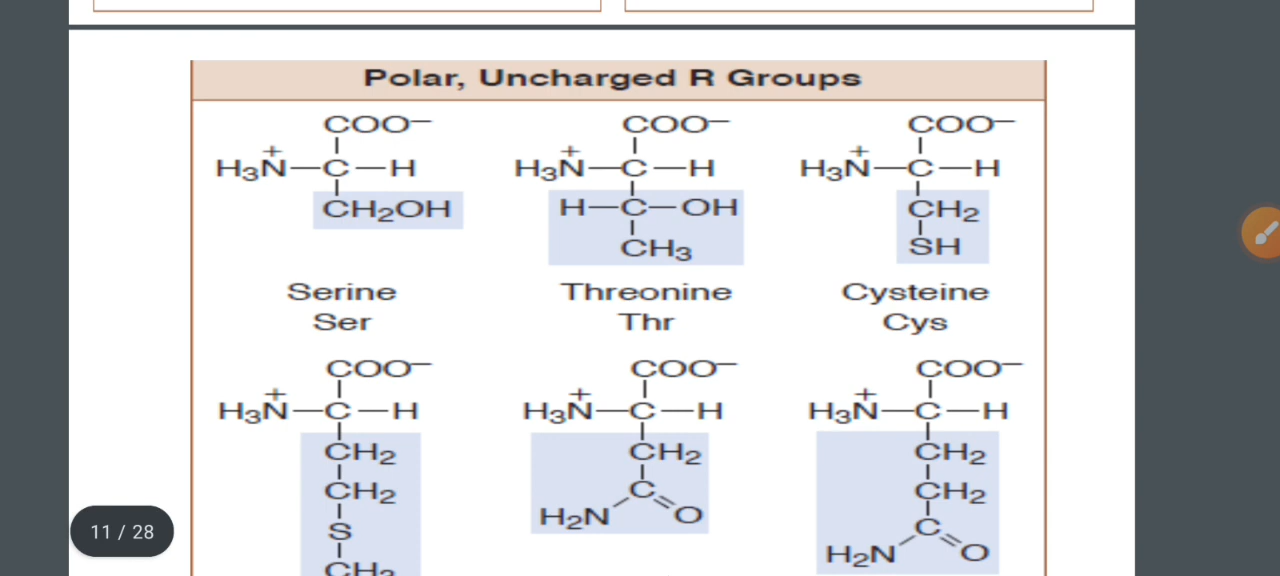 Polar, Uncharged R Groups
COO⁻ COO⁻ COO⁻
H₃N⁺—C—H H₃N⁺—C—H H₃N⁺—C—H
CH₂OH H—C—OH CH₂
CH₃ SH
Serine Threonine Cysteine
Ser Thr Cys
COO⁻ COO⁻ COO⁻
H₃N⁺—C—H H₃N⁺—C—H H₃N⁺—C—H
CH₂ CH₂ CH₂
CH₂ C CH₂
S H₂N O C
CH₃ H₂N O
11 / 28